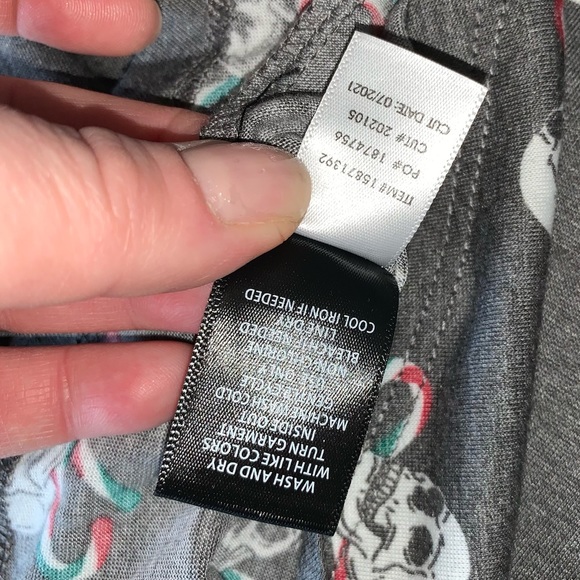 WASH AND DRY
WITH LIKE COLORS
TURN GARMENT
INSIDE OUT
MACHINE WASH COLD
GENTLE CYCLE
USE ONLY
NON-CHLORINE
BLEACH IF NEEDED
LINE DRY
COOL IRON IF NEEDED
ITEM# 15871392
PO# 1874756
CUT# 202105
CUT DATE: 07/2021